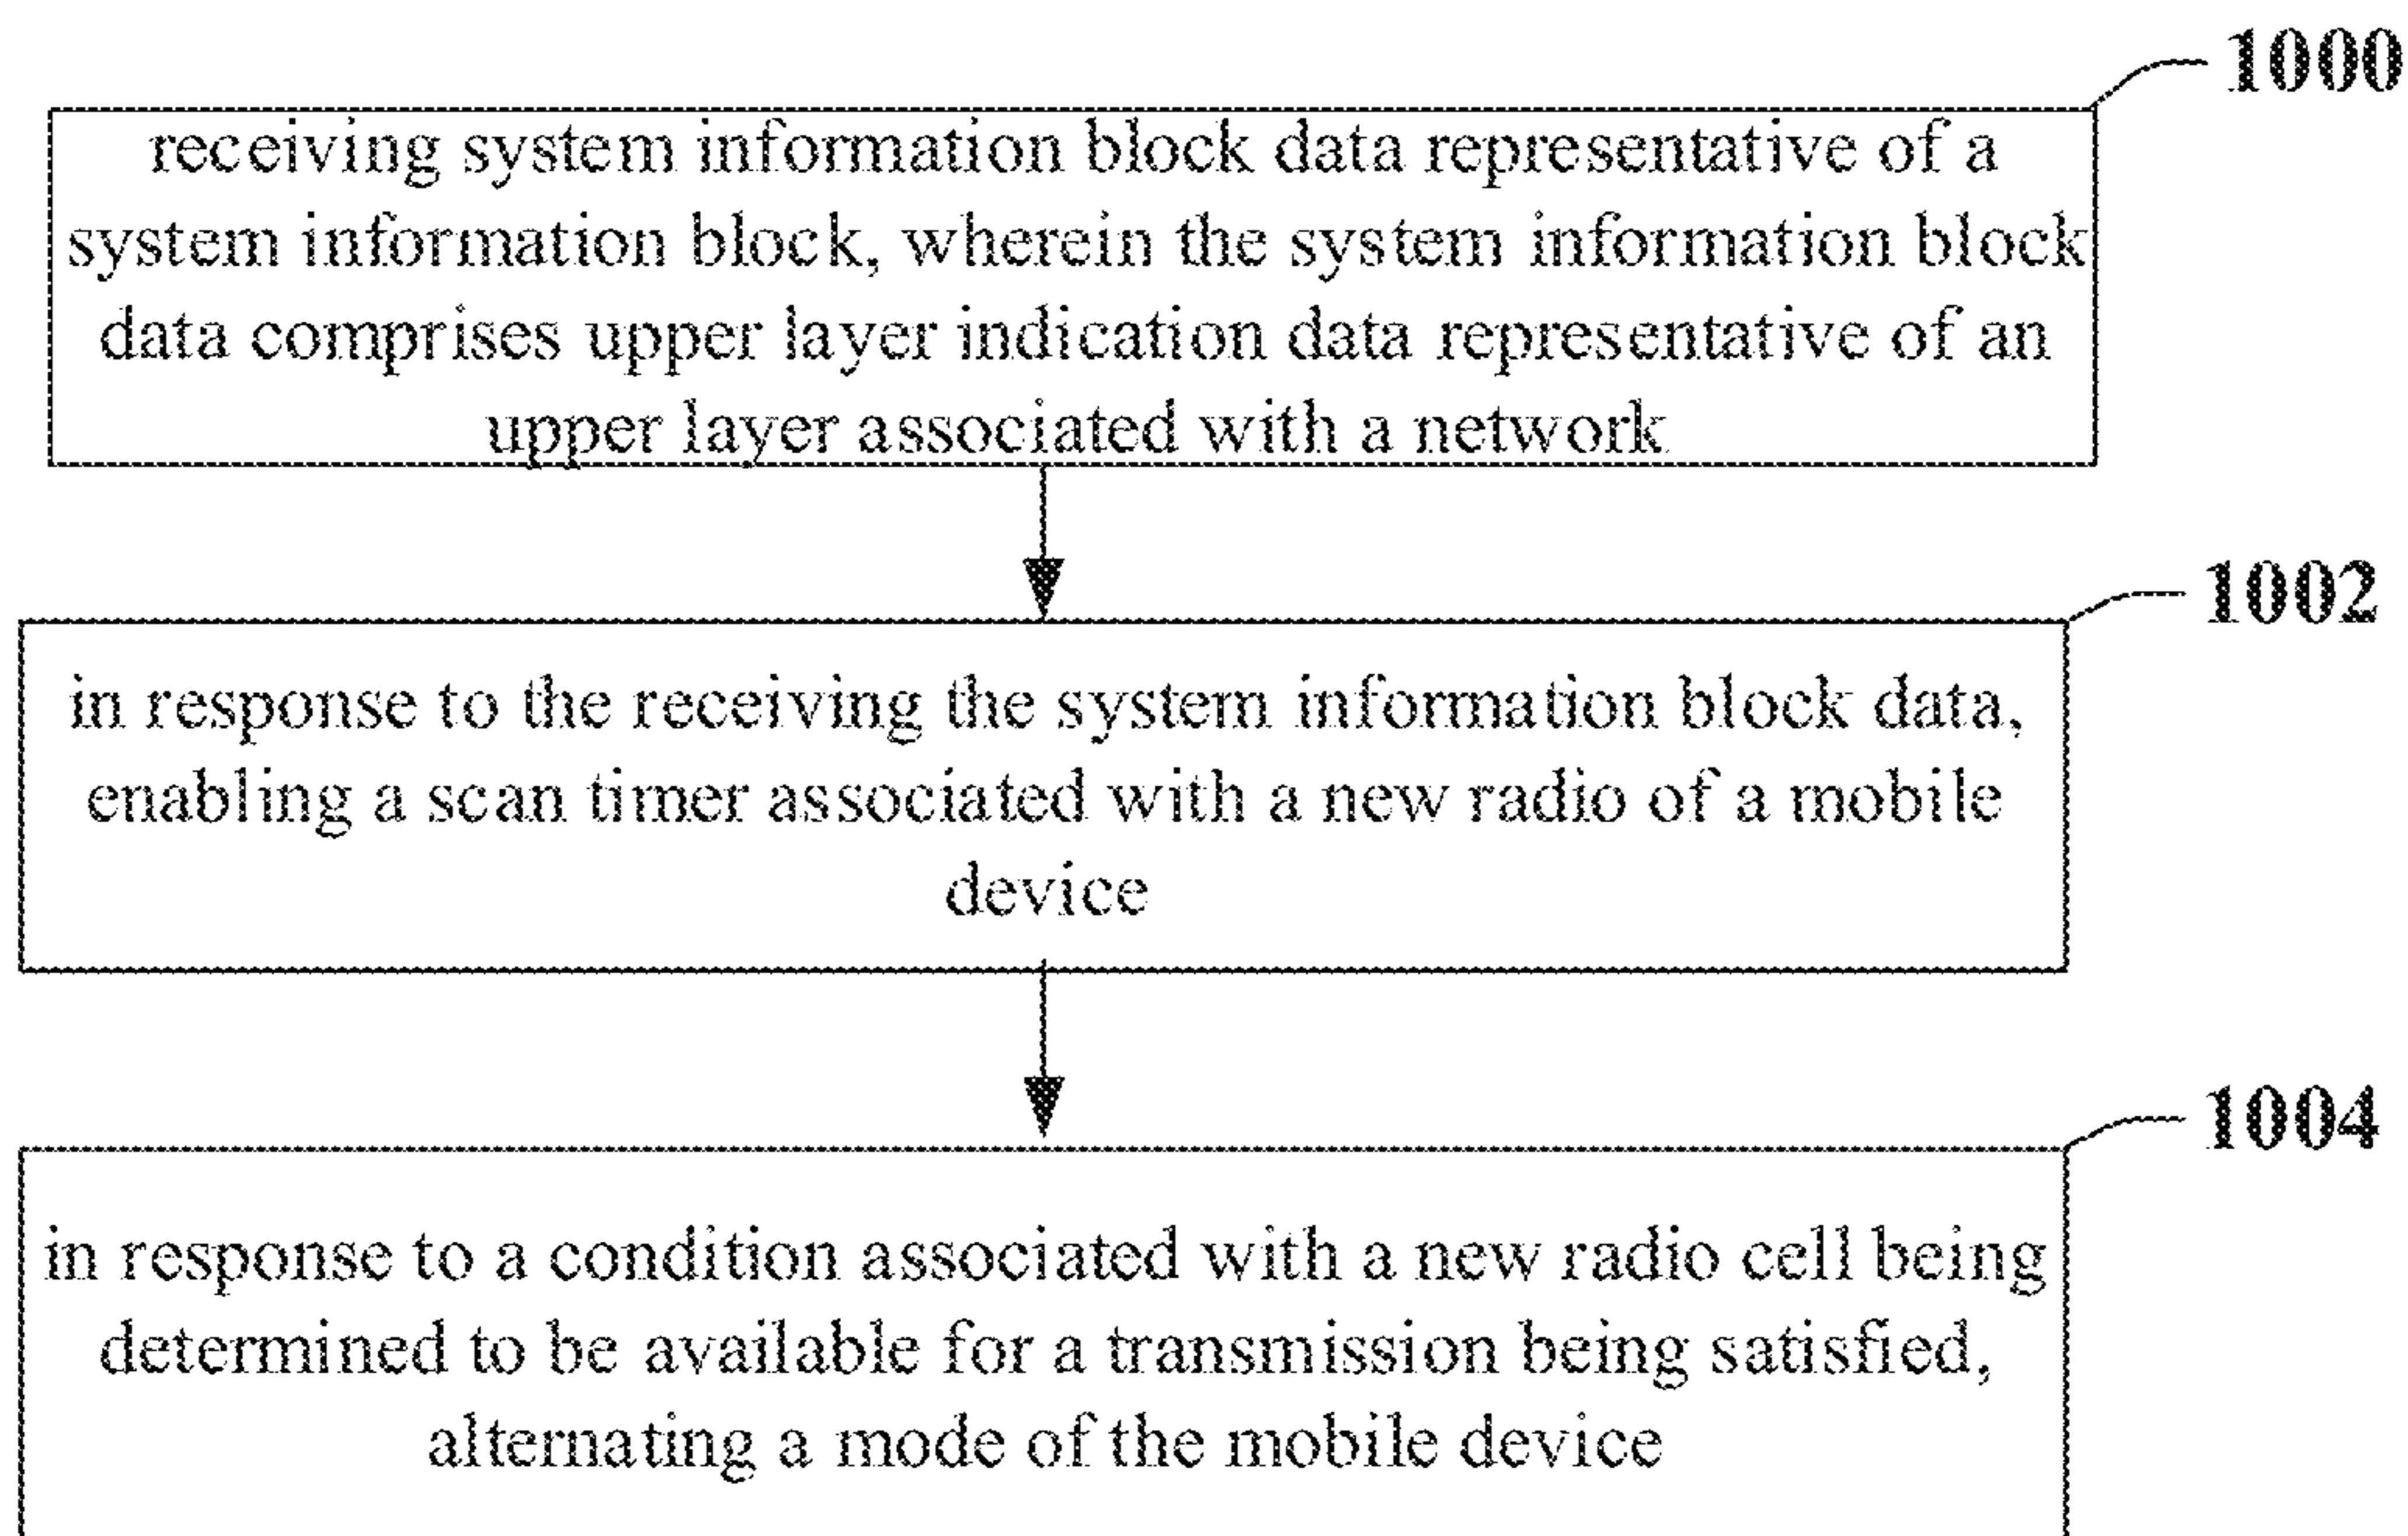 1000
receiving system information block data representative of a
system information block, wherein the system information block
data comprises upper layer indication data representative of an
upper layer associated with a network
1002
in response to the receiving the system information block data,
enabling a scan timer associated with a new radio of a mobile
device
1004
in response to a condition associated with a new radio cell being
determined to be available for a transmission being satisfied,
alternating a mode of the mobile device